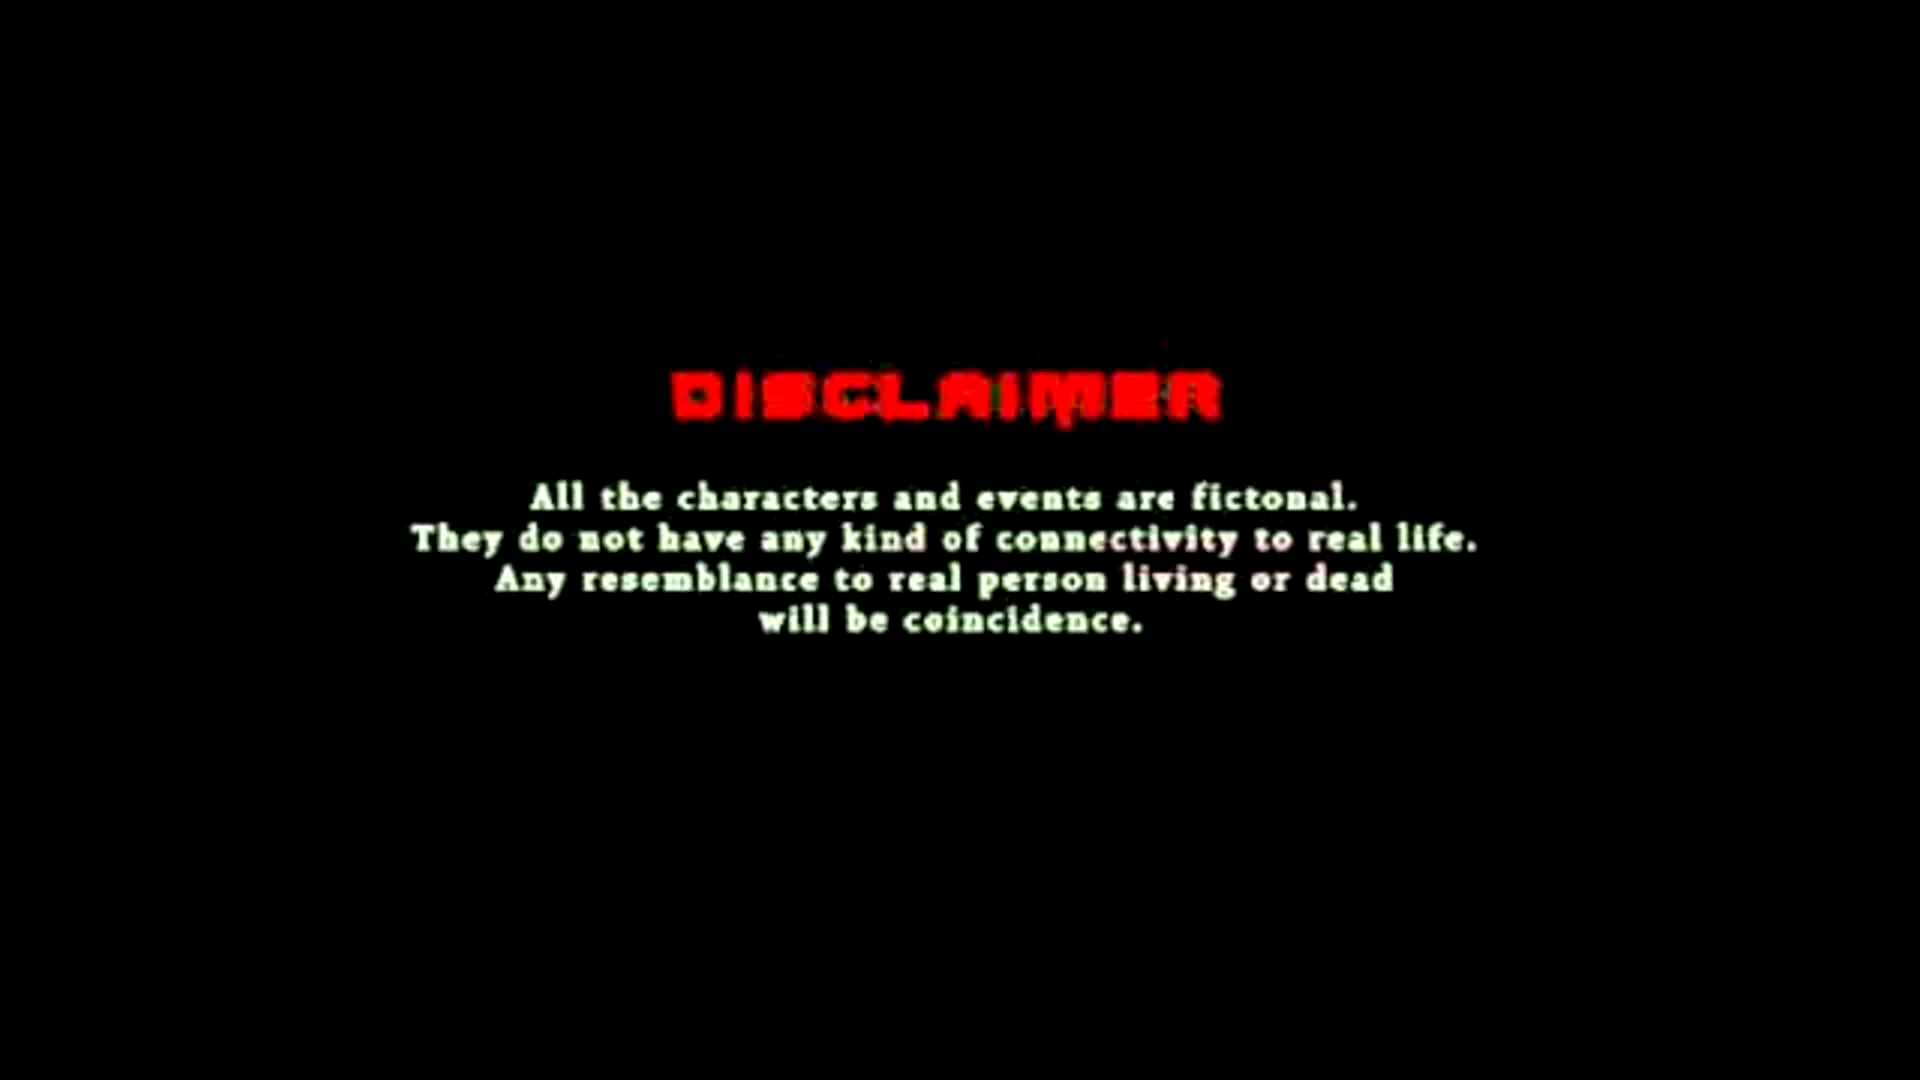 DISCLAIMER
All the characters and events are fictonal.
They do not have any kind of connectivity to real life.
Any resemblance to real person living or dead
will be coincidence.